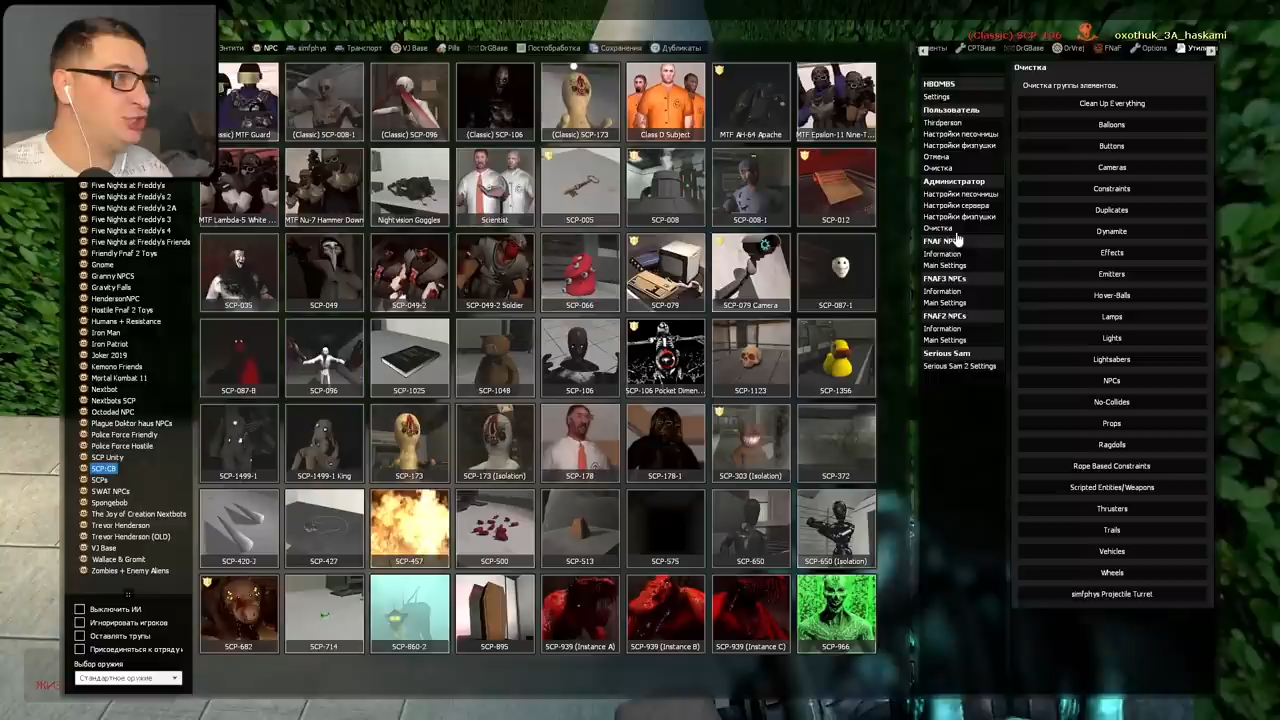 (Classic) SCP-106
oxothuk_3A_haskami
NPC
simfphys
Транспорт
VJ Base
Pills
DrGBase
Постобработка
Сохранения
Дубликаты
CPTBase
DrGBase
OrVrej
FNaF
Options
MTF Guard
(Classic) SCP-008-1
(Classic) SCP-096
(Classic) SCP-106
(Classic) SCP-173
Class D Subject
MTF AH-64 Apache
MTF Epsilon-11 Nine-T...
MTF Lambda-5 White ...
MTF Nu-7 Hammer Down
Nightvision Goggles
Scientist
SCP-005
SCP-008
SCP-008-1
SCP-012
SCP-035
SCP-049
SCP-049-2
SCP-049-2 Soldier
SCP-066
SCP-079
SCP-079 Camera
SCP-087-1
SCP-087-B
SCP-096
SCP-1025
SCP-1048
SCP-106
SCP-106 Pocket Dimen...
SCP-1123
SCP-1356
SCP-1499-1
SCP-1499-1 King
SCP-173
SCP-173 (Isolation)
SCP-178
SCP-178-1
SCP-303 (Isolation)
SCP-372
SCP-420-J
SCP-427
SCP-457
SCP-500
SCP-513
SCP-575
SCP-650
SCP-650 (Isolation)
SCP-682
SCP-714
SCP-860-2
SCP-895
SCP-939 (Instance A)
SCP-939 (Instance B)
SCP-939 (Instance C)
SCP-966
Five Nights at Freddy's
Five Nights at Freddy's 2
Five Nights at Freddy's 2A
Five Nights at Freddy's 3
Five Nights at Freddy's 4
Five Nights at Freddy's Friends
Friendly Fnaf 2 Toys
Gnome
Granny NPCS
Gravity Falls
HendersonNPC
Hostile Fnaf 2 Toys
Humans + Resistance
Iron Man
Iron Patriot
Joker 2019
Kemono Friends
Mortal Kombat 11
Nextbot
Nextbots SCP
Octodad NPC
Plague Doktor haus NPCs
Police Force Friendly
Police Force Hostile
SCP Unity
SCP:CB
SCPs
SWAT NPCs
Spongebob
The Joy of Creation Nextbots
Trevor Henderson
Trevor Henderson (OLD)
VJ Base
Wallace & Gromit
Zombies + Enemy Aliens
Выключить ИИ
Игнорировать игроков
Оставлять трупы
Присоединяться к отряду
Выбор оружия
Стандартное оружие
HBOMBS
Settings
Пользователь
Thirdperson
Настройки песочницы
Настройки физпушки
Отмена
Очистка
Администратор
Настройки песочницы
Настройки сервера
Настройки физпушки
Очистка
Information
Main Settings
FNAF3 NPCs
Information
Main Settings
FNAF2 NPCs
Information
Main Settings
Serious Sam
Serious Sam 2 Settings
Очистка
Очистка группы элементов.
Clean Up Everything
Balloons
Buttons
Cameras
Constraints
Duplicates
Dynamite
Effects
Emitters
Hover-Balls
Lamps
Lights
Lightsabers
NPCs
No-Collides
Props
Ragdolls
Rope Based Constraints
Scripted Entities/Weapons
Thrusters
Trails
Vehicles
Wheels
simfphys Projectile Turret